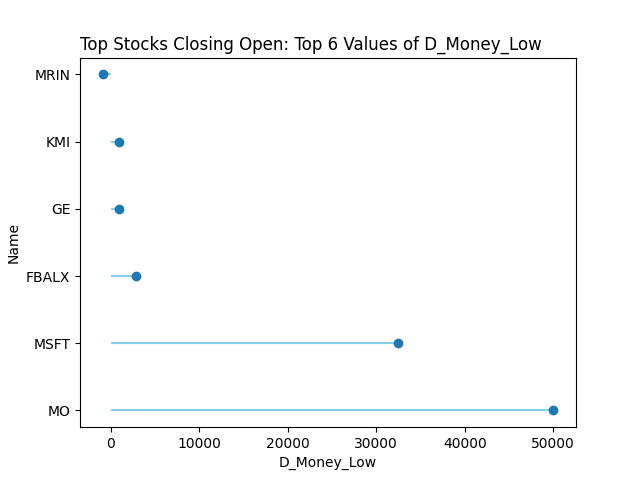 Top Stocks Closing Open: Top 6 Values of D_Money_Low
MRIN
KMI
GE
FBALX
MSFT
MO
Name
0 10000 20000 30000 40000 50000
D_Money_Low